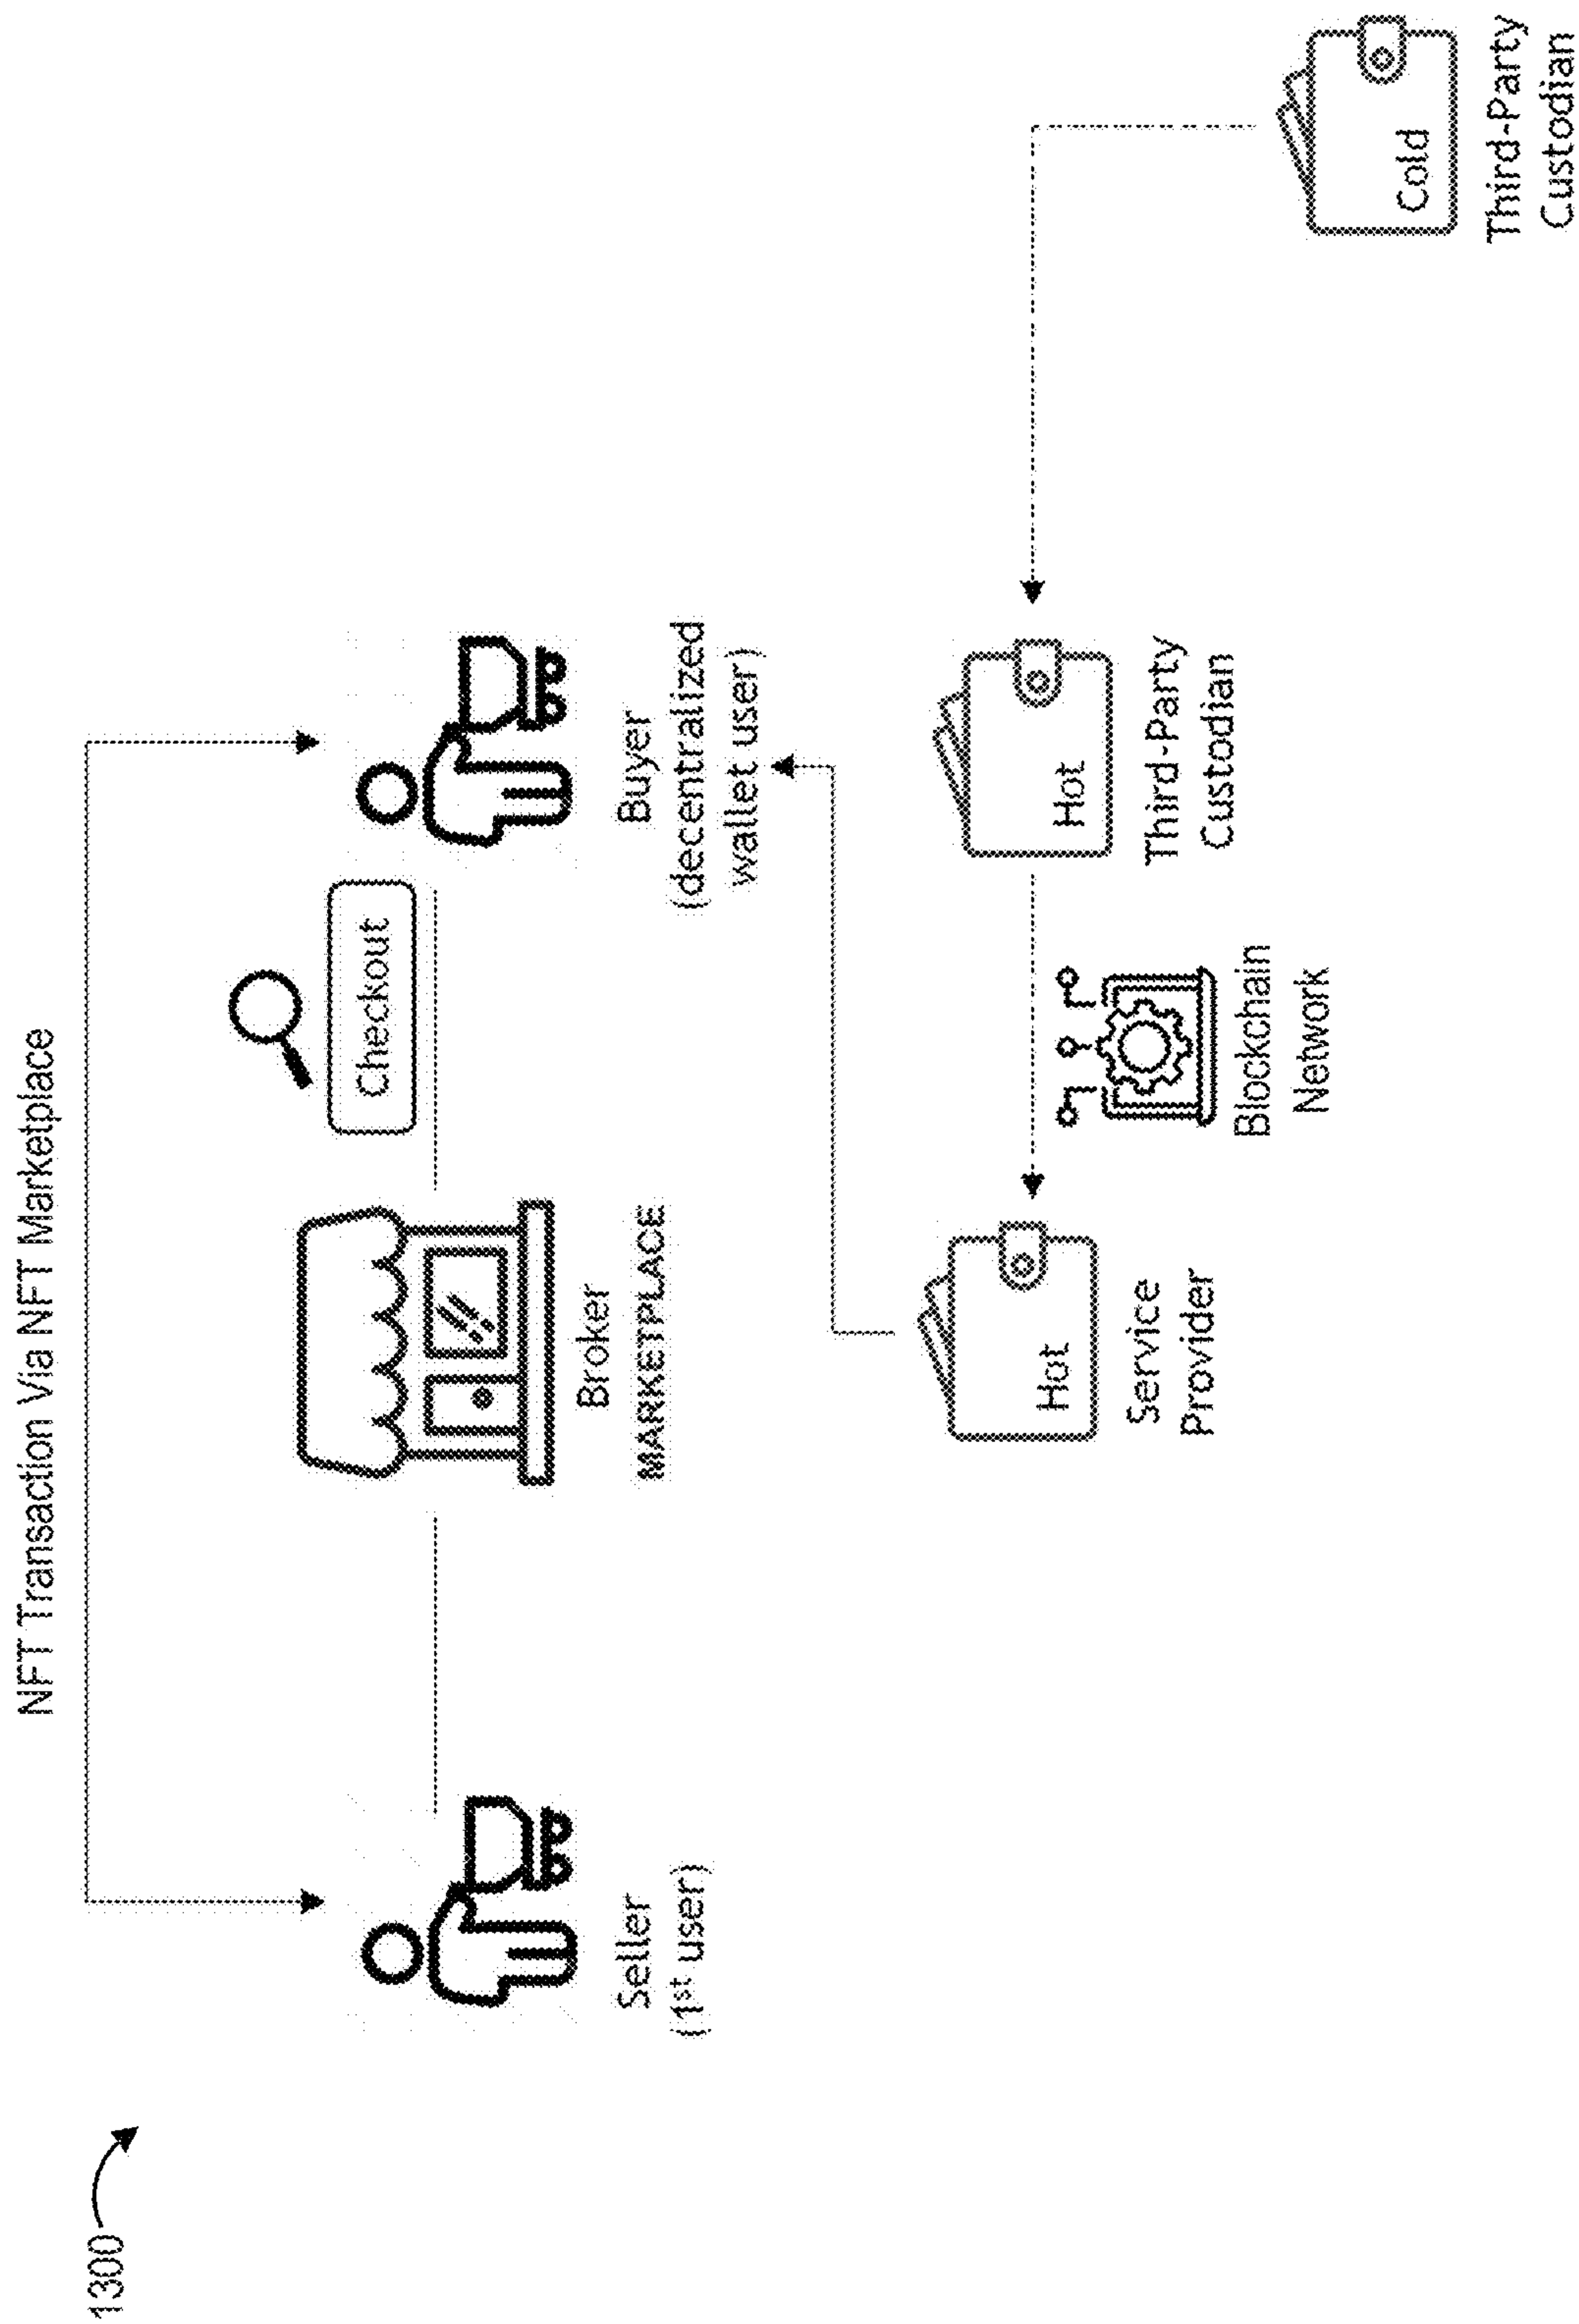 1300
NFT Transaction Via NFT Marketplace
Checkout
Seller
(1st user)
Broker
MARKETPLACE
Buyer
(decentralized
wallet user)
Hot
Service
Provider
Blockchain
Network
Hot
Third-Party
Custodian
Cold
Third-Party
Custodian